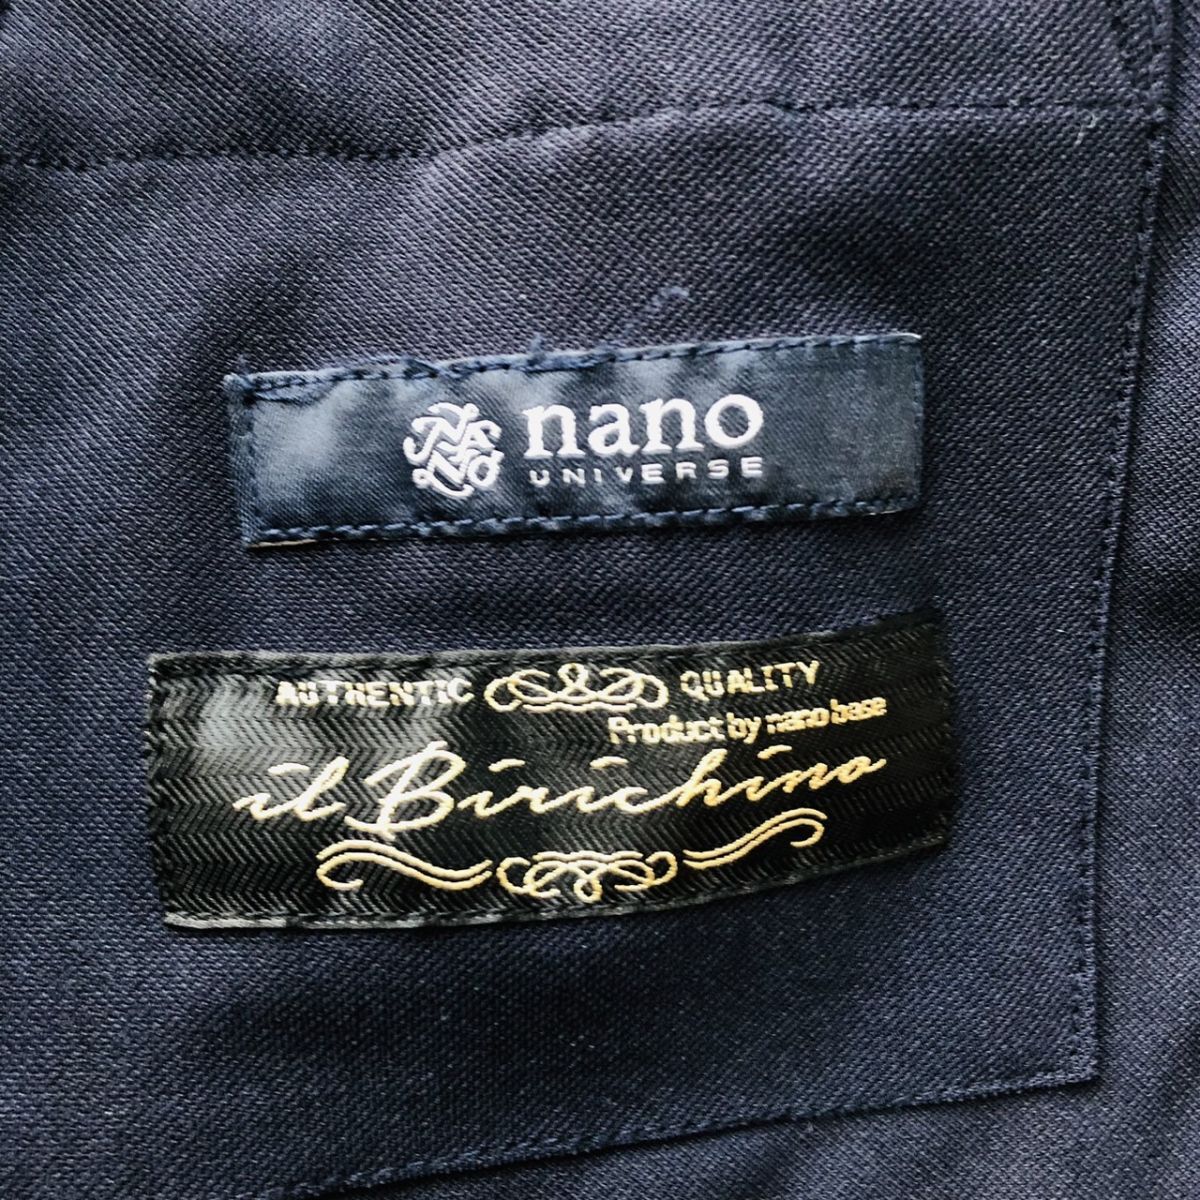 nano
UNIVERSE
AUTHENTIC QUALITY
Product by nano base
il Birichino